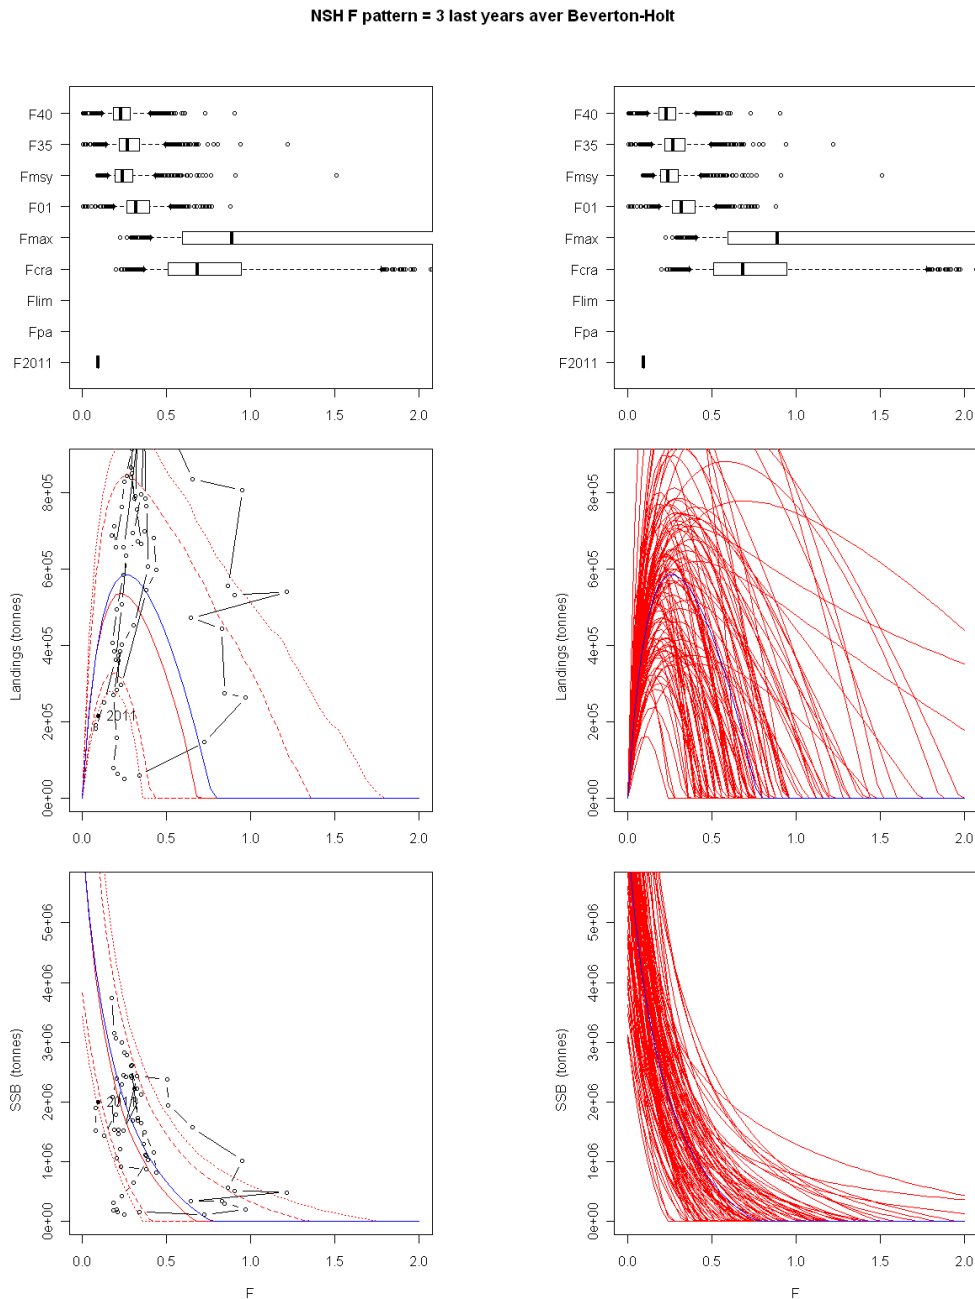 NSH F pattern = 3 last years aver Beverton-Holt
F40
F35
Fmsy
F01
Fmax
Fcra
Flim
Fpa
F2011
0.0 0.5 1.0 1.5 2.0
F40
F35
Fmsy
F01
Fmax
Fcra
Flim
Fpa
F2011
0.0 0.5 1.0 1.5 2.0
Landings (tonnes)
8e+05
6e+05
4e+05
2e+05
0e+00
2011
0.0 0.5 1.0 1.5 2.0
Landings (tonnes)
8e+05
6e+05
4e+05
2e+05
0e+00
0.0 0.5 1.0 1.5 2.0
SSB (tonnes)
5e+06
4e+06
3e+06
2e+06
1e+06
0e+00
0.0 0.5 1.0 1.5 2.0
F
SSB (tonnes)
5e+06
4e+06
3e+06
2e+06
1e+06
0e+00
0.0 0.5 1.0 1.5 2.0
F